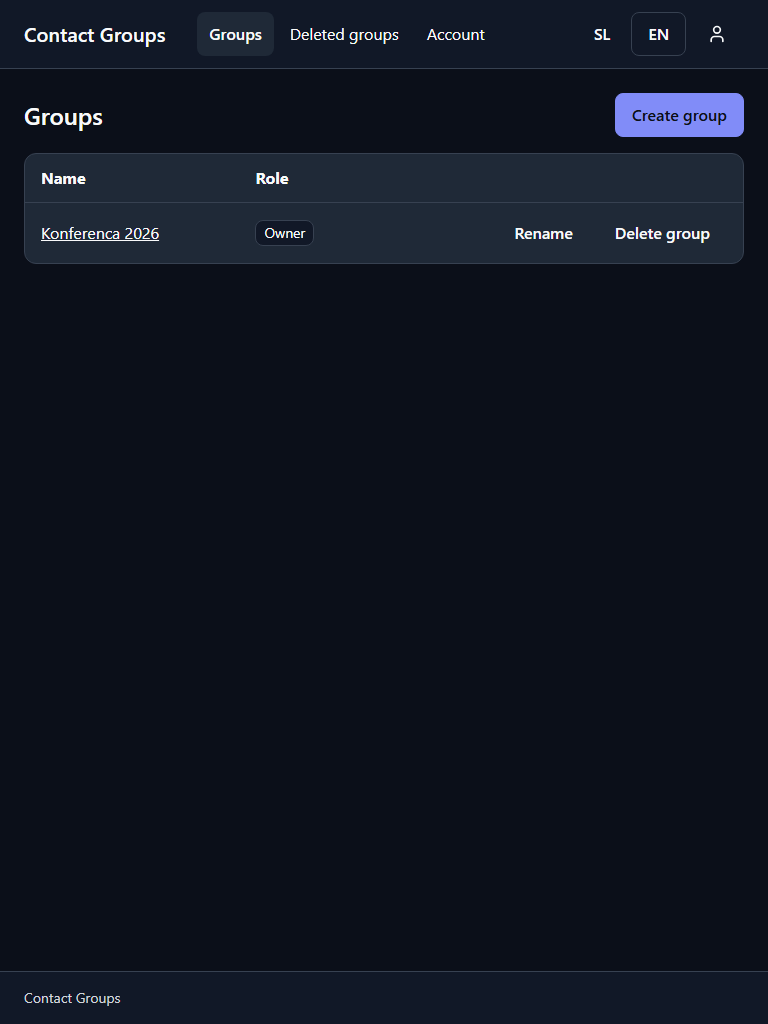 Contact Groups Groups Deleted groups Account SL EN
Groups Create group
Name Role
Konferenca 2026 Owner Rename Delete group
Contact Groups